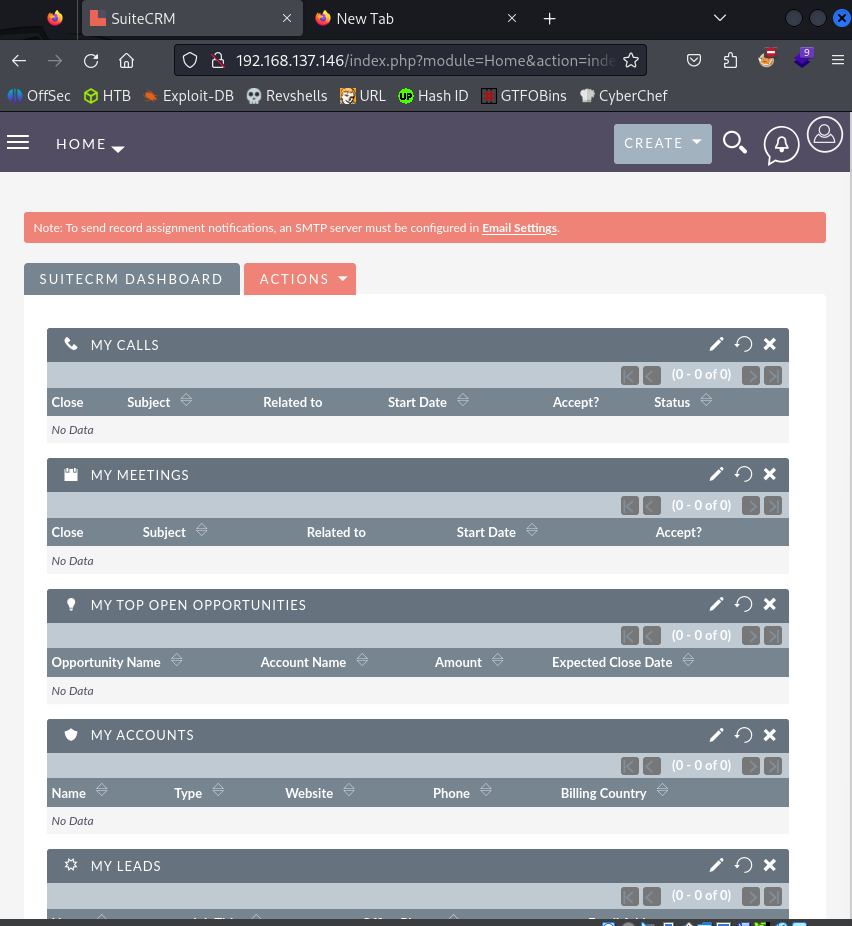 SuiteCRM
New Tab
192.168.137.146/index.php?module=Home&action=inde
9
OffSec HTB Exploit-DB Revshells URL UP Hash ID GTFOBins CyberChef
HOME
CREATE
Note: To send record assignment notifications, an SMTP server must be configured in Email Settings.
SUITECRM DASHBOARD ACTIONS
MY CALLS
(0 - 0 of 0)
Close Subject Related to Start Date Accept? Status
No Data
MY MEETINGS
(0 - 0 of 0)
Close Subject Related to Start Date Accept?
No Data
MY TOP OPEN OPPORTUNITIES
(0 - 0 of 0)
Opportunity Name Account Name Amount Expected Close Date
No Data
MY ACCOUNTS
(0 - 0 of 0)
Name Type Website Phone Billing Country
No Data
MY LEADS
(0 - 0 of 0)